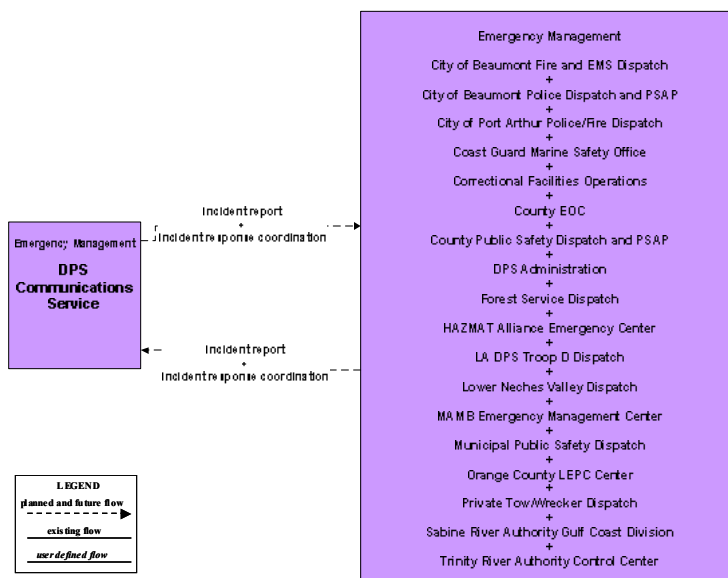 Emergency Management
City of Beaumont Fire and EMS Dispatch
+
City of Beaumont Police Dispatch and PSAP
+
City of Port Arthur Police/Fire Dispatch
+
Coast Guard Marine Safety Office
+
Correctional Facilities Operations
+
County EOC
+
County Public Safety Dispatch and PSAP
+
DPS Administration
+
Forest Service Dispatch
+
HAZMAT Alliance Emergency Center
+
LA DPS Troop D Dispatch
+
Lower Neches Valley Dispatch
+
MAMB Emergency Management Center
+
Municipal Public Safety Dispatch
+
Orange County LEPC Center
+
Private Tow/Wrecker Dispatch
+
Sabine River Authority Gulf Coast Division
+
Trinity River Authority Control Center
Incident report
+
Incident response coordination
Emergency Management
DPS
Communications
Service
Incident report
+
Incident response coordination
LEGEND
planned and future flow
existing flow
user defined flow